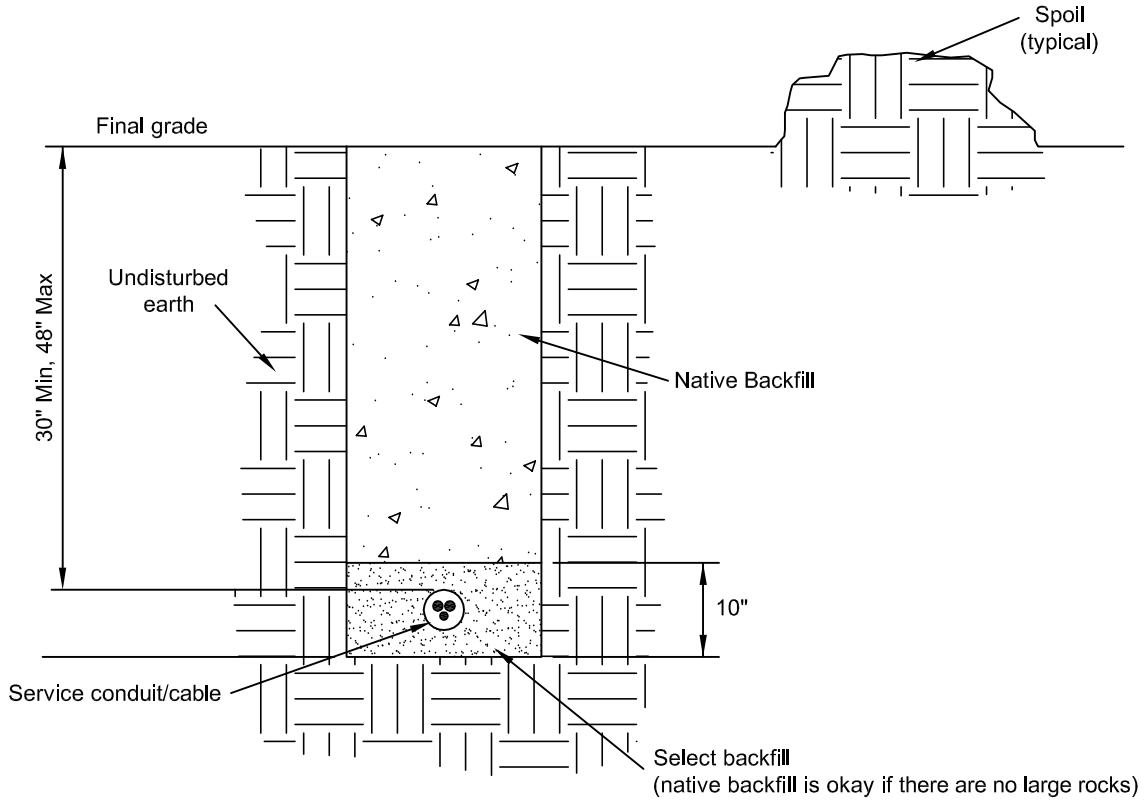 Spoil
(typical)
Final grade
Undisturbed
earth
30" Min, 48" Max
Native Backfill
10"
Service conduit/cable
Select backfill
(native backfill is okay if there are no large rocks)